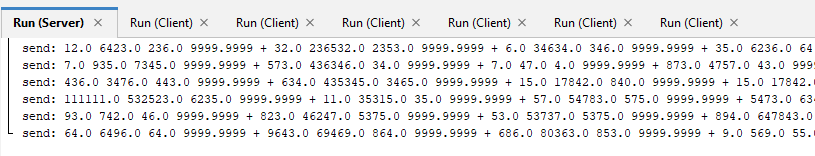 Run (Server) × Run (Client) × Run (Client) × Run (Client) × Run (Client) × Run (Client) × Run (Client) ×
send: 12.0 6423.0 236.0 9999.9999 + 32.0 236532.0 2353.0 9999.9999 + 6.0 34634.0 346.0 9999.9999 + 35.0 6236.0 64
send: 7.0 935.0 7345.0 9999.9999 + 573.0 436346.0 34.0 9999.9999 + 7.0 47.0 4.0 9999.9999 + 873.0 4757.0 43.0 999
send: 436.0 3476.0 443.0 9999.9999 + 634.0 435345.0 3465.0 9999.9999 + 15.0 17842.0 840.0 9999.9999 + 15.0 17842.
send: 111111.0 532523.0 6235.0 9999.9999 + 11.0 35315.0 35.0 9999.9999 + 57.0 54783.0 575.0 9999.9999 + 5473.0 634
send: 93.0 742.0 46.0 9999.9999 + 823.0 46247.0 5375.0 9999.9999 + 53.0 53737.0 5375.0 9999.9999 + 894.0 647843.0
send: 64.0 6496.0 64.0 9999.9999 + 9643.0 69469.0 864.0 9999.9999 + 686.0 80363.0 853.0 9999.9999 + 9.0 569.0 55.